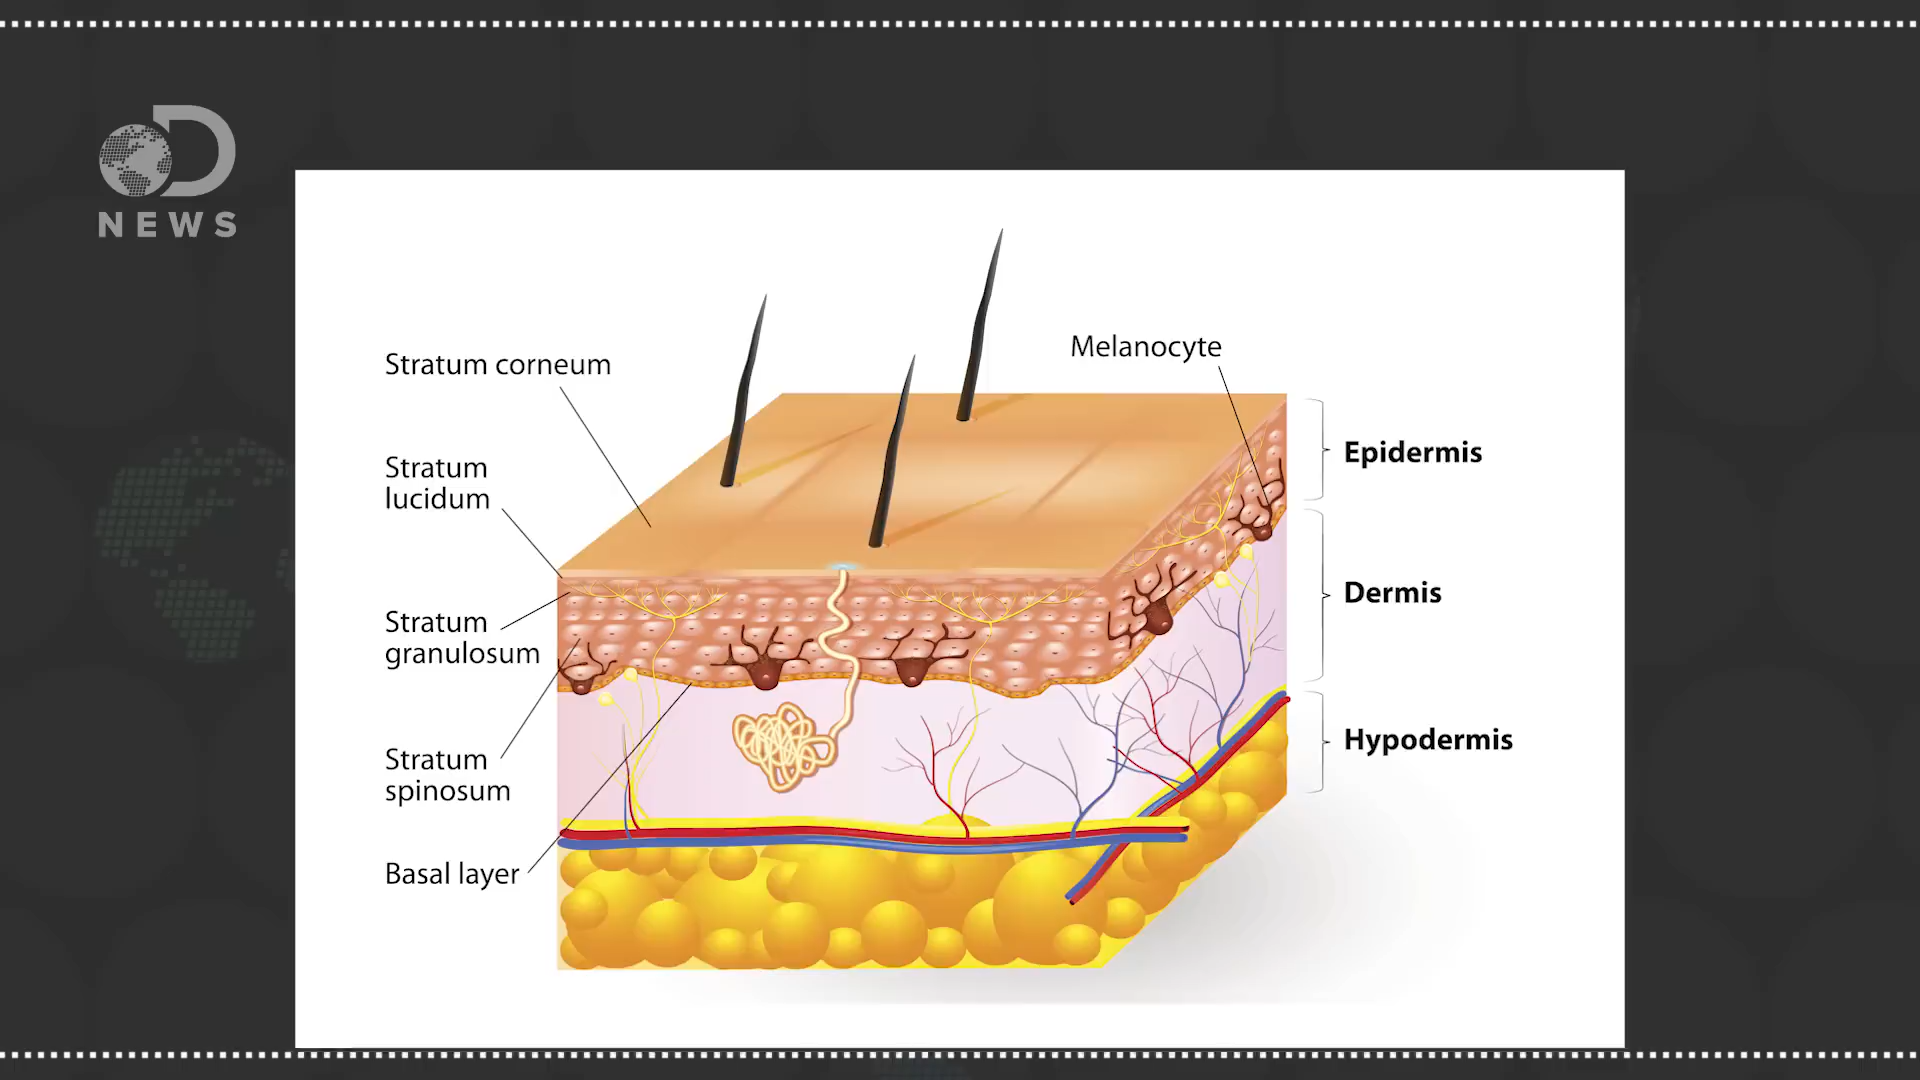 NEWS
Stratum corneum
Melanocyte
Stratum
lucidum
Epidermis
Dermis
Stratum
granulosum
Hypodermis
Stratum
spinosum
Basal layer